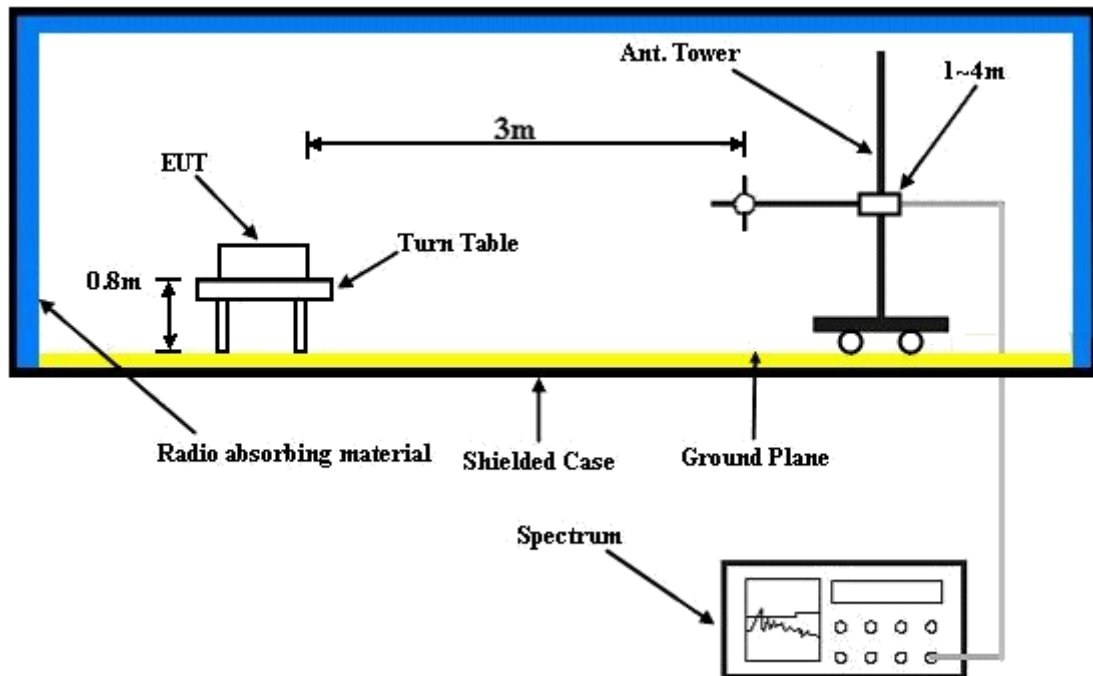 Ant. Tower
1~4m
3m
EUT
Turn Table
0.8m
Radio absorbing material
Shielded Case
Ground Plane
Spectrum